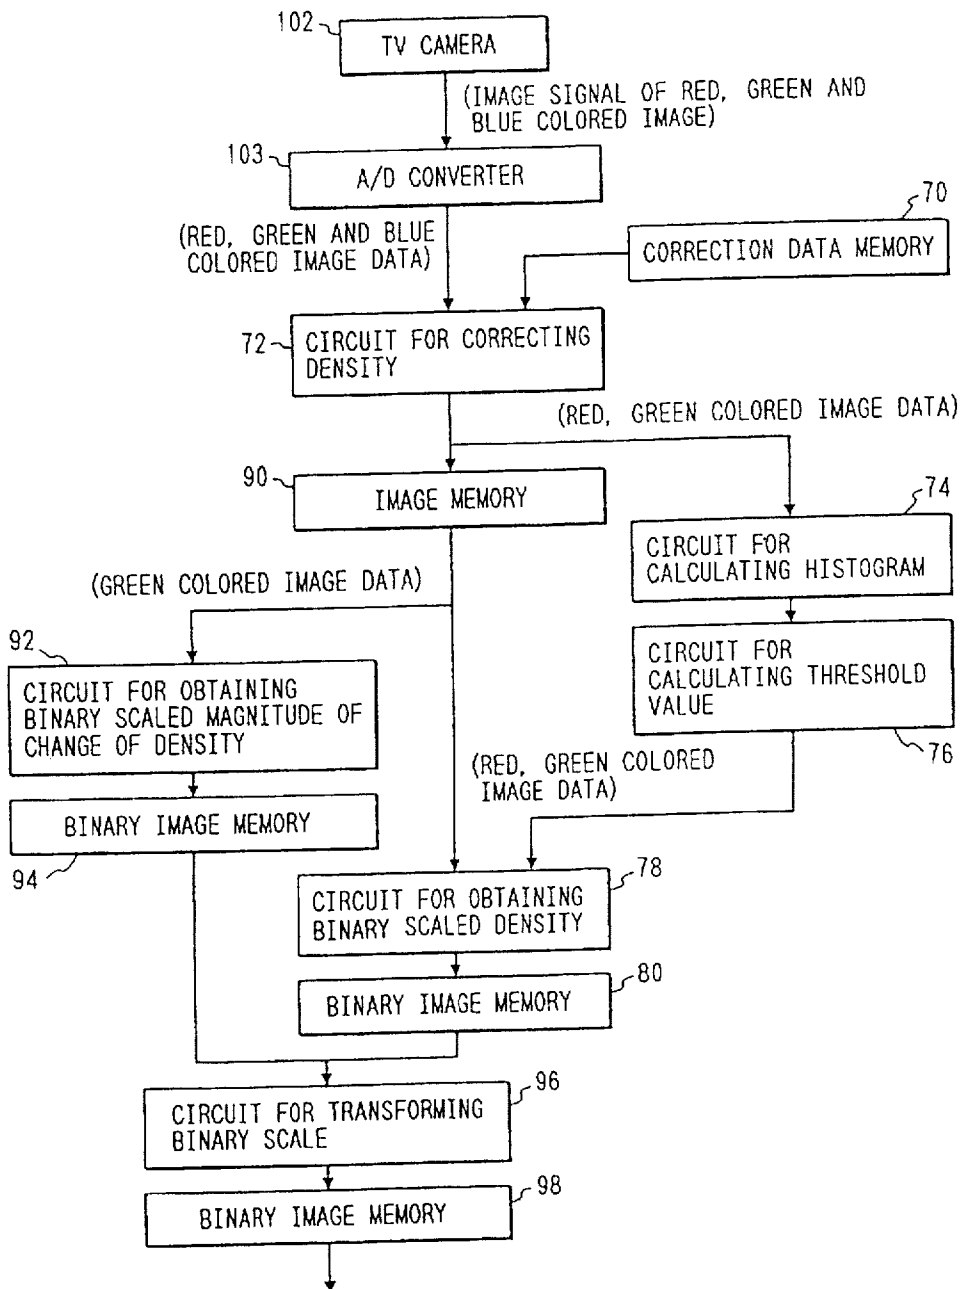 102
TV CAMERA
(IMAGE SIGNAL OF RED, GREEN AND
BLUE COLORED IMAGE)
103
A/D CONVERTER
(RED, GREEN AND BLUE
COLORED IMAGE DATA)
70
CORRECTION DATA MEMORY
72
CIRCUIT FOR CORRECTING
DENSITY
(RED, GREEN COLORED IMAGE DATA)
90
IMAGE MEMORY
74
CIRCUIT FOR
CALCULATING HISTOGRAM
(GREEN COLORED IMAGE DATA)
92
CIRCUIT FOR OBTAINING
BINARY SCALED MAGNITUDE OF
CHANGE OF DENSITY
CIRCUIT FOR
CALCULATING THRESHOLD
VALUE
76
(RED, GREEN COLORED
IMAGE DATA)
BINARY IMAGE MEMORY
94
78
CIRCUIT FOR OBTAINING
BINARY SCALED DENSITY
80
BINARY IMAGE MEMORY
96
CIRCUIT FOR TRANSFORMING
BINARY SCALE
98
BINARY IMAGE MEMORY